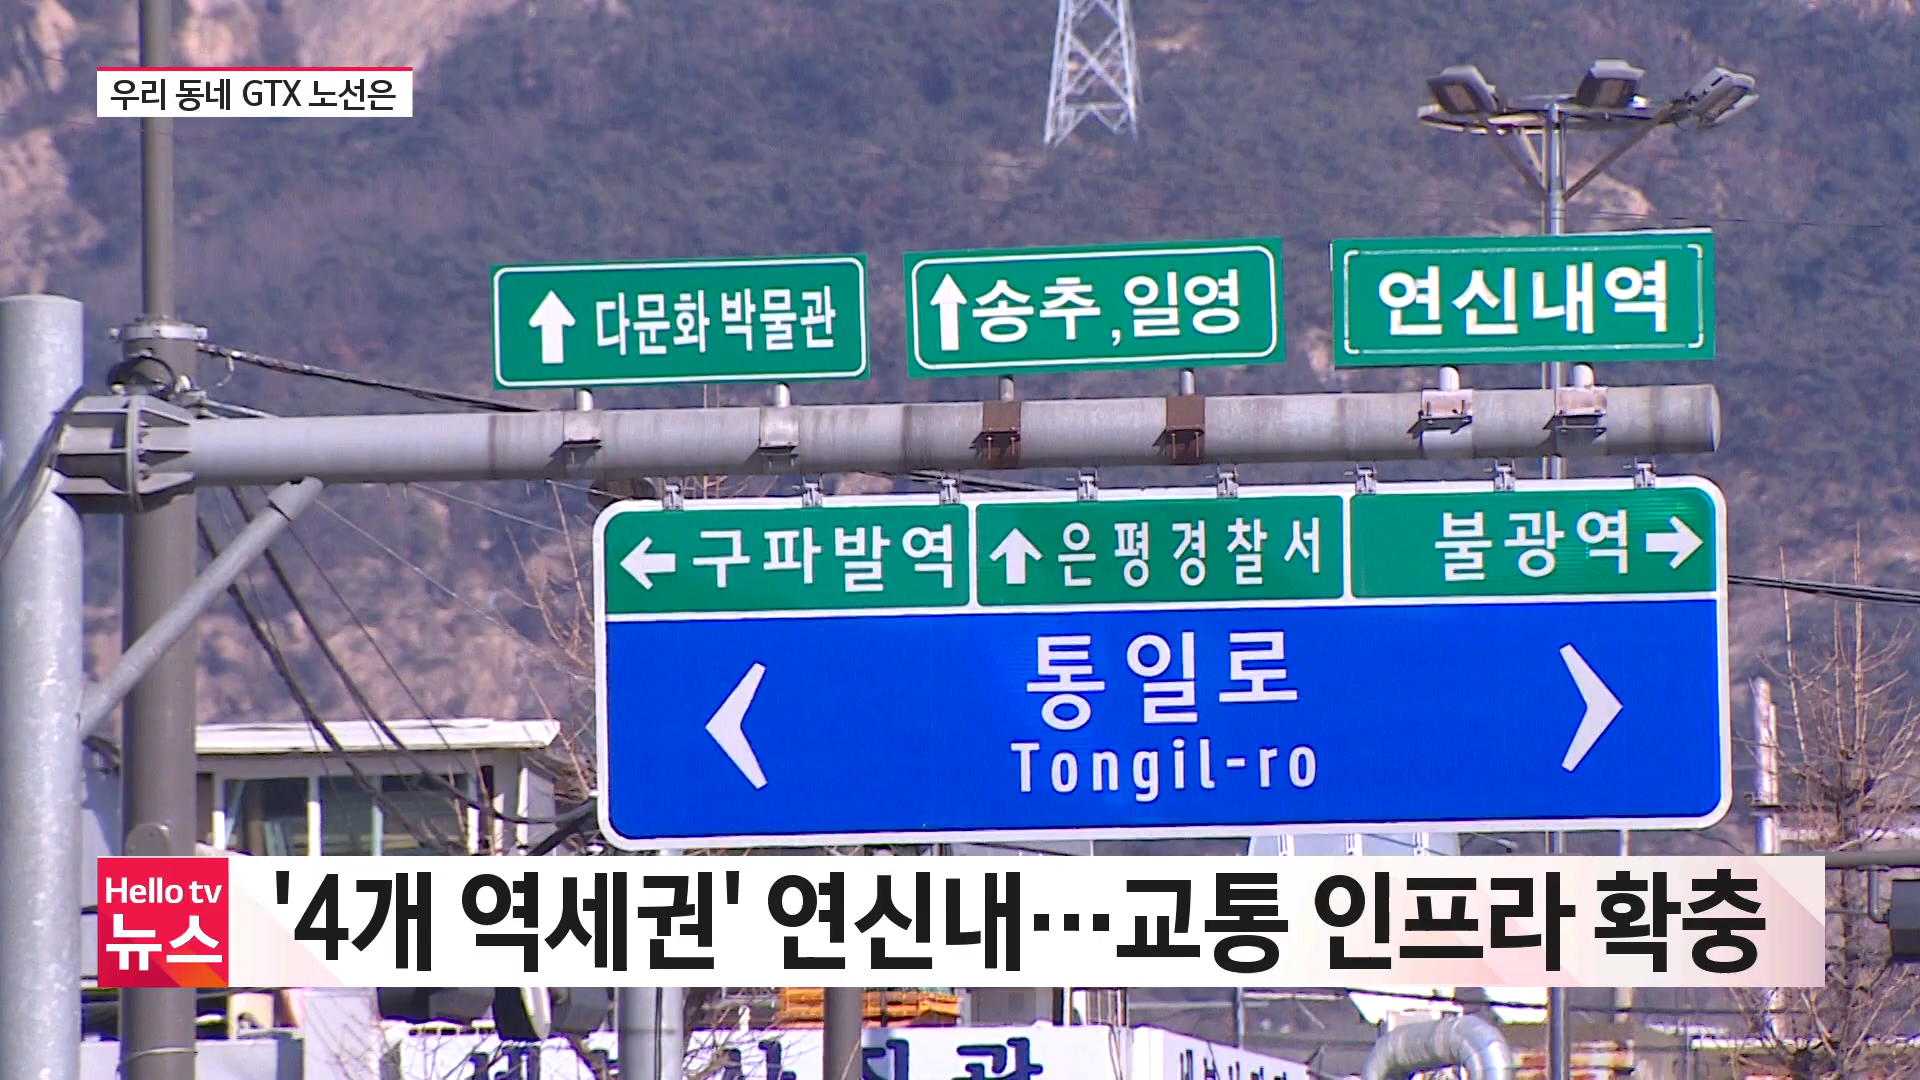 우리 동네 GTX 노선은
다문화 박물관
송추,일영
연신내역
구파발역
은평경찰서
불광역
통일로
Tongil-ro
Hello tv
뉴스
'4개 역세권' 연신내…교통 인프라 확충